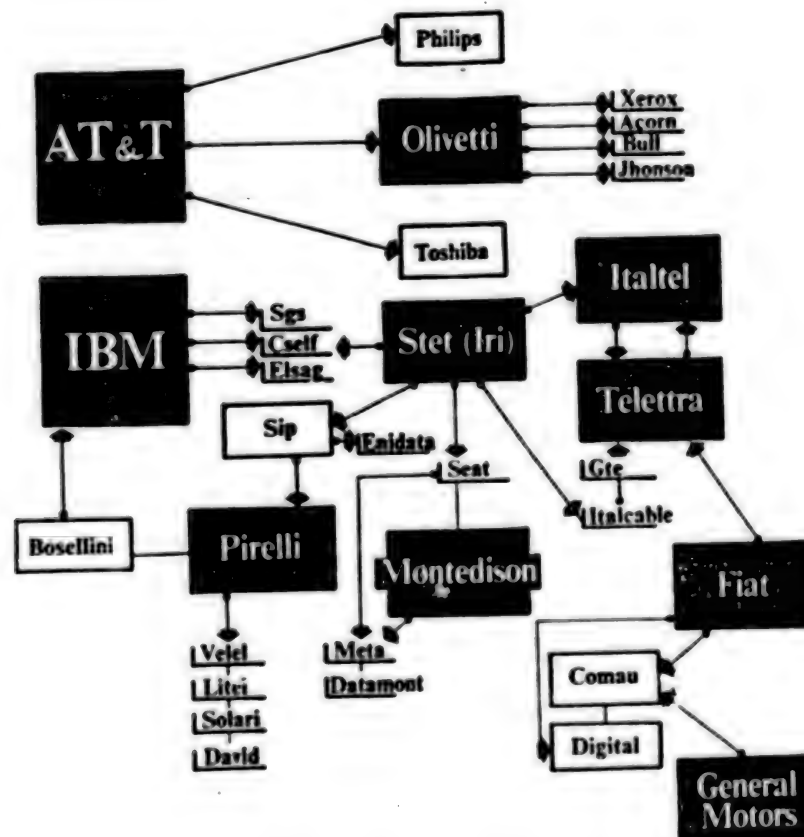 Philips
AT&T
Olivetti
Xerox
Acorn
Bull
Jhonson
Toshiba
Italtel
IBM
Sgs
Cself
Elsag
Stet (Iri)
Telettra
Sip
Enidata
Seat
Gte
Italcable
Bosellini
Pirelli
Montedison
Fiat
Velel
Litei
Solari
David
Meta
Datamont
Comau
Digital
General
Motors